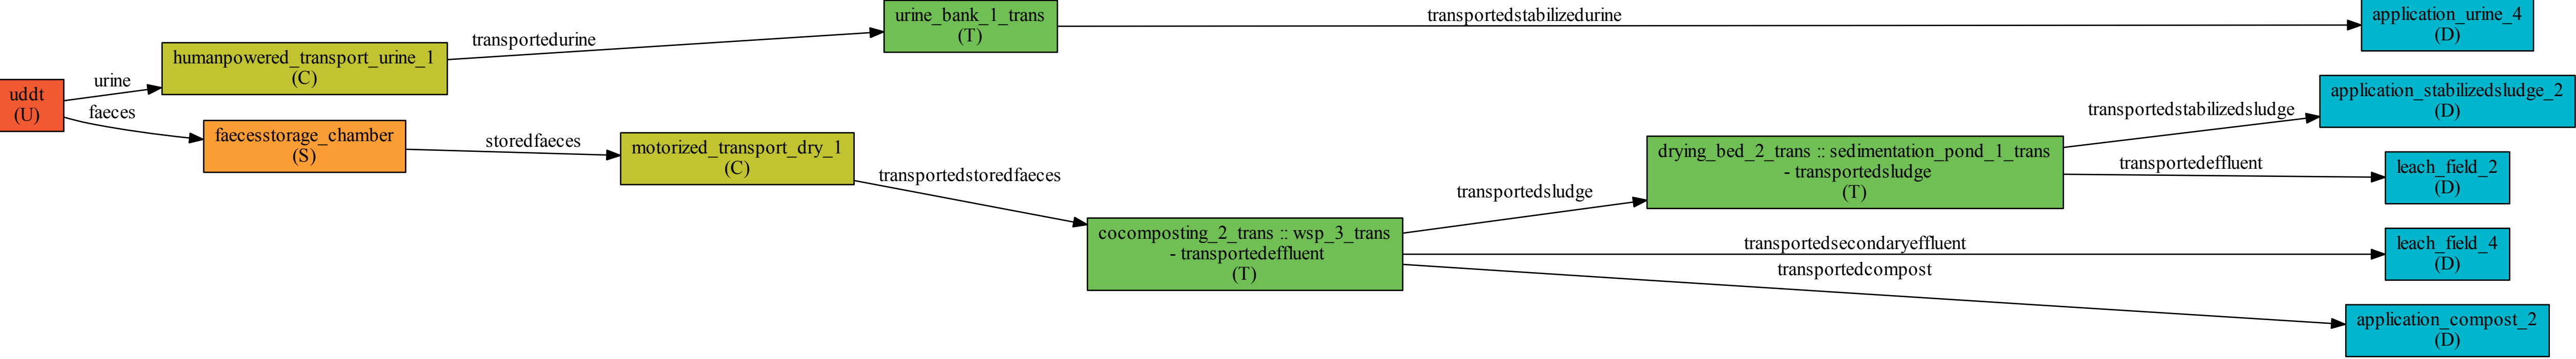 uddt
(U)
urine
faeces
humanpowered_transport_urine_1
(C)
transportedurine
faecesstorage_chamber
(S)
storedfaeces
motorized_transport_dry_1
(C)
transportedstoredfaeces
urine_bank_1_trans
(T)
transportedstabilizedurine
cocomposting_2_trans :: wsp_3_trans
- transportedeffluent
(T)
transportedsludge
transportedsecondaryeffluent
transportedcompost
drying_bed_2_trans :: sedimentation_pond_1_trans
- transportedsludge
(T)
transportedstabilizedsludge
transportedeffluent
application_urine_4
(D)
application_stabilizedsludge_2
(D)
leach_field_2
(D)
leach_field_4
(D)
application_compost_2
(D)